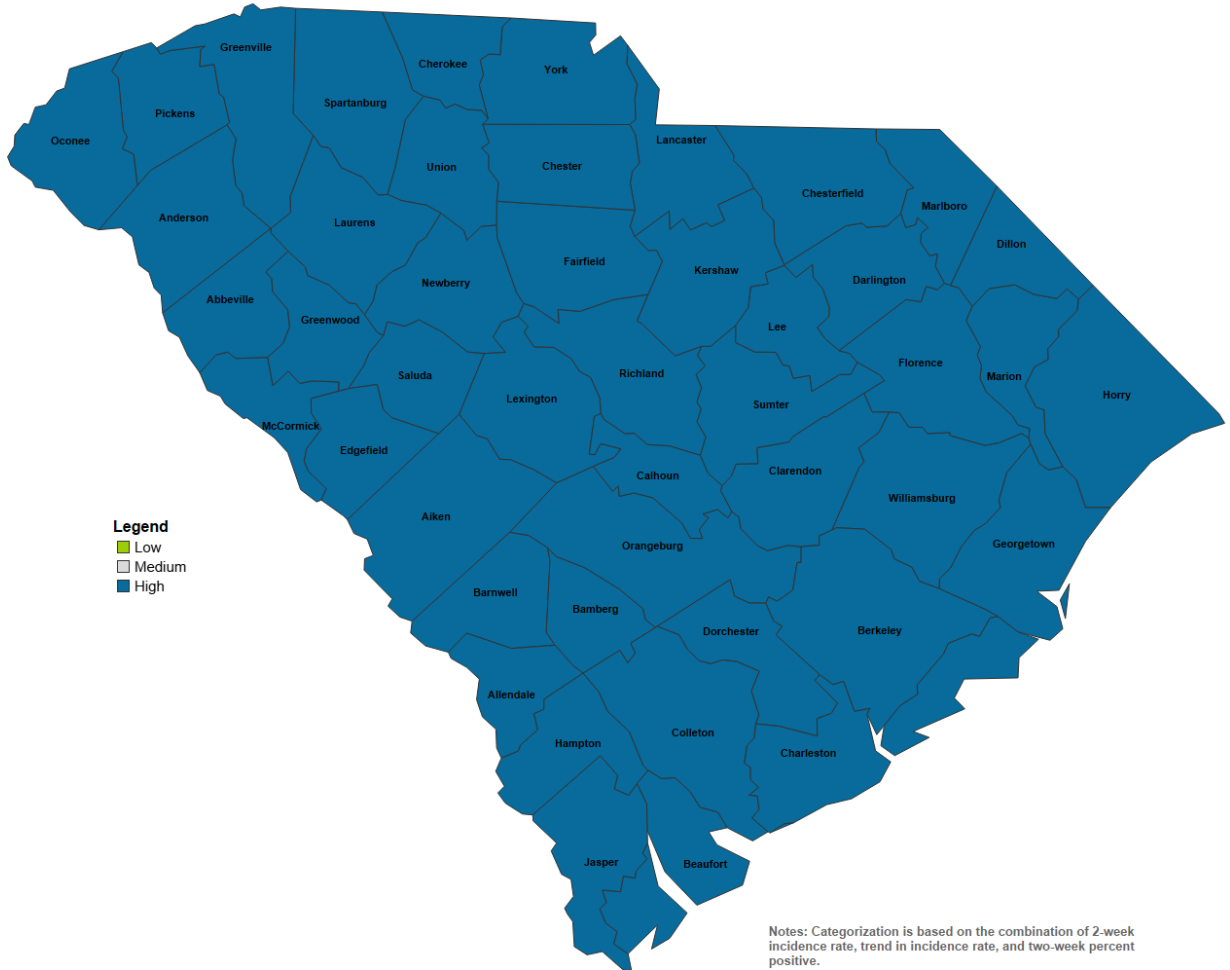 Greenville
Cherokee
York
Spartanburg
Pickens
Oconee
Union
Chester
Lancaster
Chesterfield
Marlboro
Anderson
Laurens
Dillon
Fairfield
Kershaw
Newberry
Darlington
Abbeville
Greenwood
Lee
Saluda
Richland
Florence
Marion
Lexington
Sumter
Horry
McCormick
Edgefield
Calhoun
Clarendon
Williamsburg
Aiken
Orangeburg
Georgetown
Barnwell
Bamberg
Dorchester
Berkeley
Allendale
Hampton
Colleton
Charleston
Jasper
Beaufort
Legend
Low
Medium
High
Notes: Categorization is based on the combination of 2-week
incidence rate, trend in incidence rate, and two-week percent
positive.